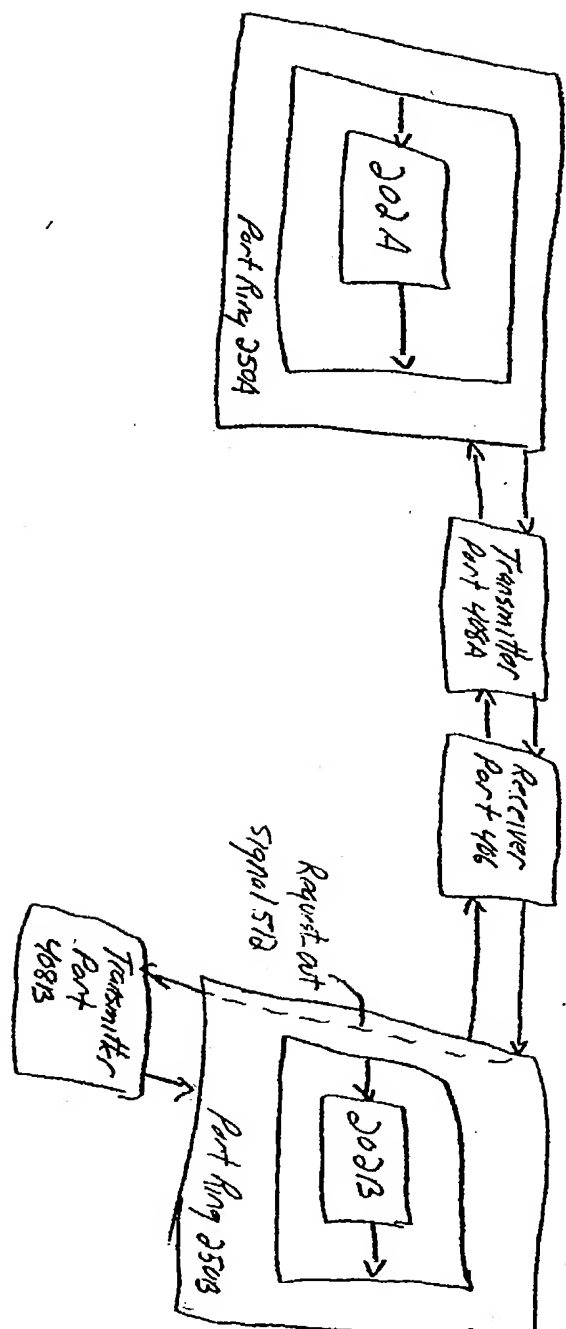 202A
Port Ring 250A
Transmitter
Port 408A
Receiver
Port 406
Request out
signal 512
Transmitter
Port
408B
202B
Port Ring 250B